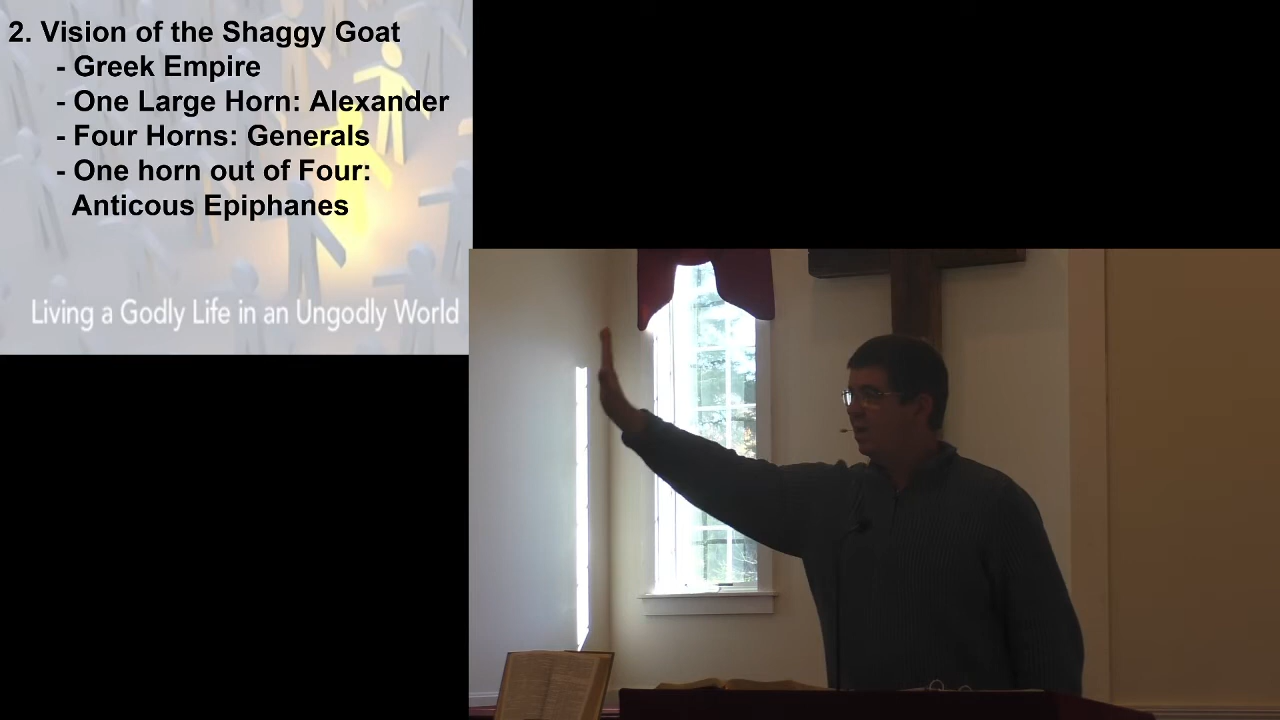 2. Vision of the Shaggy Goat
- Greek Empire
- One Large Horn: Alexander
- Four Horns: Generals
- One horn out of Four:
Anticous Epiphanes
Living a Godly Life in an Ungodly World